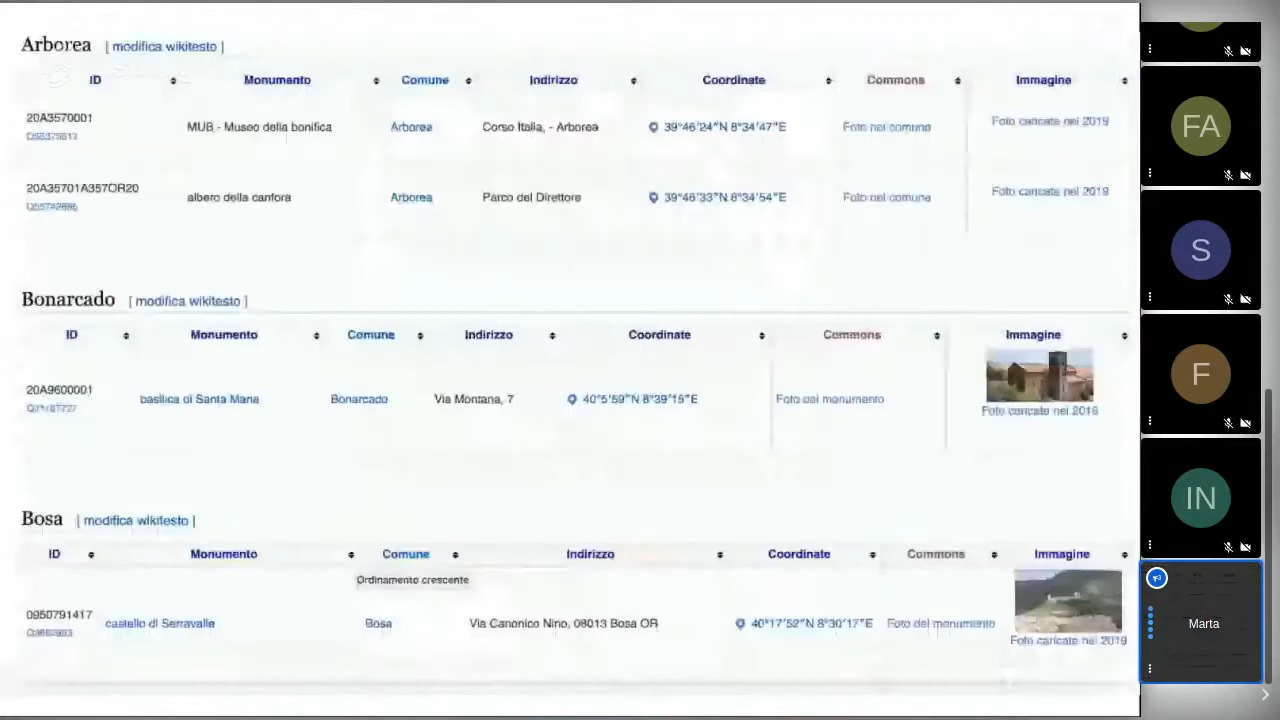 Arborea [ modifica wikitesto ]
ID Monumento Comune Indirizzo Coordinate Commons Immagine
20A3570001 MUB - Museo della bonifica Arborea Corso Italia, - Arborea 39°46′24″N 8°34′47″E Foto nel comune Foto caricate nel 2019
20A35701A357OR20 albero della canfora Arborea Parco del Direttore 39°46′33″N 8°34′54″E Foto nel comune Foto caricate nel 2019
Bonarcado [ modifica wikitesto ]
ID Monumento Comune Indirizzo Coordinate Commons Immagine
20A9600001 basilica di Santa Maria Bonarcado Via Montana, 7 40°5′59″N 8°39′15″E Foto del monumento
Foto caricate nel 2019
Bosa [ modifica wikitesto ]
ID Monumento Comune Indirizzo Coordinate Commons Immagine
Ordinamento crescente
0950791417 castello di Serravalle Bosa Via Canonico Nino, 08013 Bosa OR 40°17′52″N 8°30′17″E Foto del monumento
Foto caricate nel 2019
FA
S
F
IN
Marta